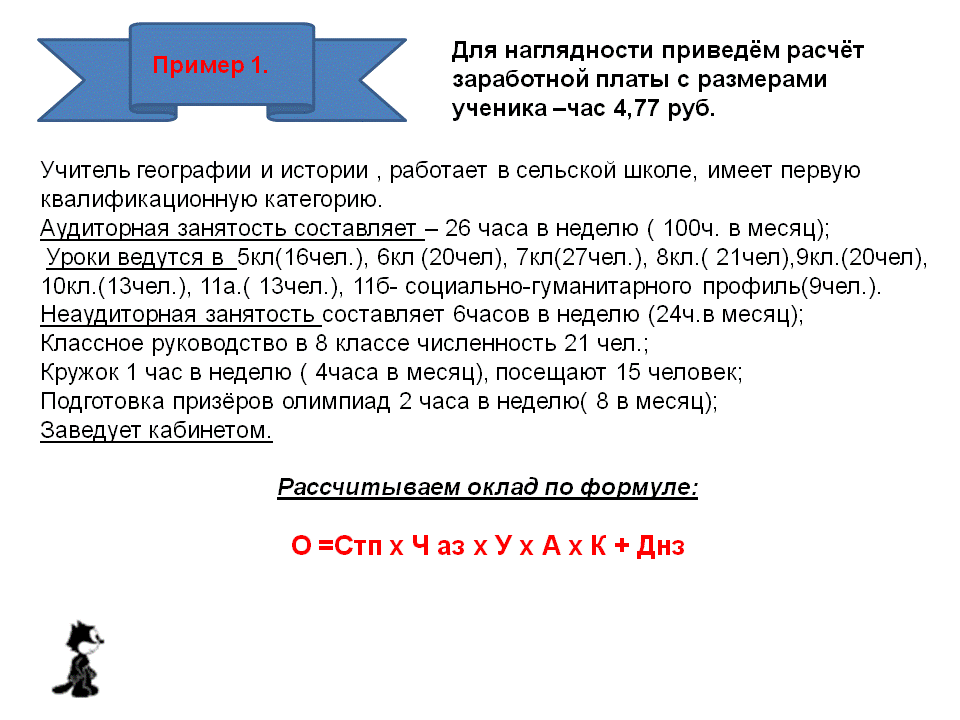 Пример 1.
Для наглядности приведём расчёт
заработной платы с размерами
ученика –час 4,77 руб.
Учитель географии и истории , работает в сельской школе, имеет первую
квалификационную категорию.
Аудиторная занятость составляет – 26 часа в неделю ( 100ч. в месяц);
Уроки ведутся в 5кл(16чел.), 6кл (20чел), 7кл(27чел.), 8кл.( 21чел),9кл.(20чел),
10кл.(13чел.), 11а.( 13чел.), 11б- социально-гуманитарного профиль(9чел.).
Неаудиторная занятость составляет 6часов в неделю (24ч.в месяц);
Классное руководство в 8 классе численность 21 чел.;
Кружок 1 час в неделю ( 4часа в месяц), посещают 15 человек;
Подготовка призёров олимпиад 2 часа в неделю( 8 в месяц);
Заведует кабинетом.
Рассчитываем оклад по формуле:
О =Стп х Ч аз х У х А х К + Днз